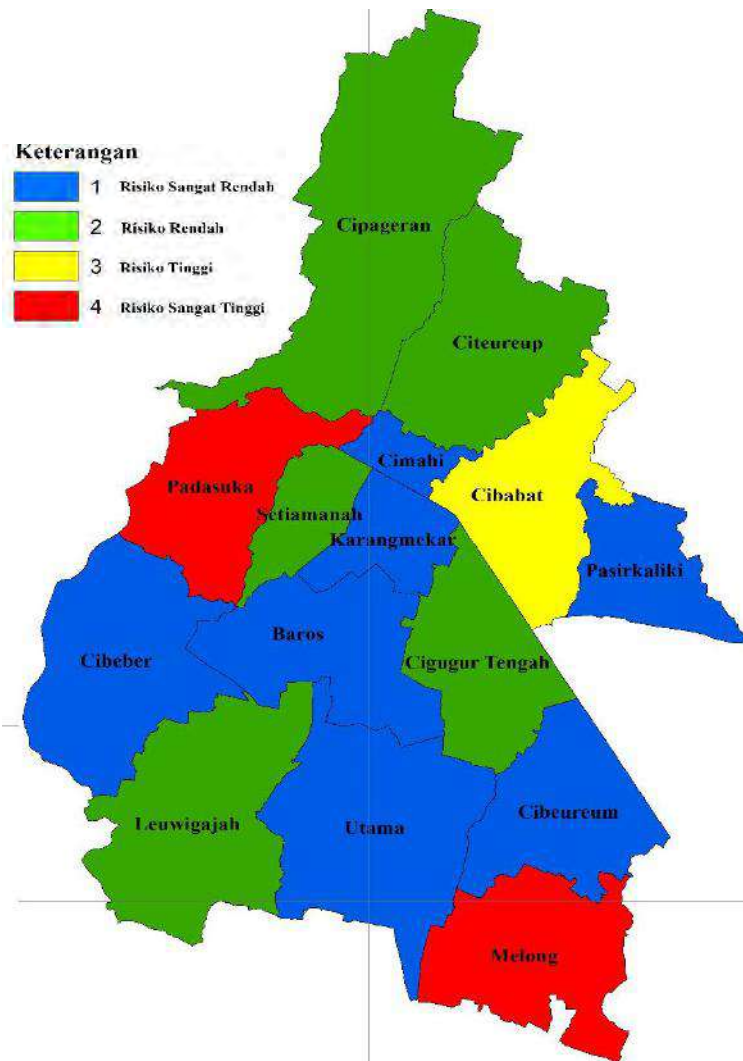 Keterangan
1 Risiko Sangat Rendah
2 Risiko Rendah
3 Risiko Tinggi
4 Risiko Sangat Tinggi
Cipageran
Citeureup
Cimahi
Padasuka
Cibabat
Setiamanah
Karangmekar
Pasirkaliki
Baros
Cibeber
Cigugur Tengah
Leuwigajah
Utama
Cibeureum
Melong